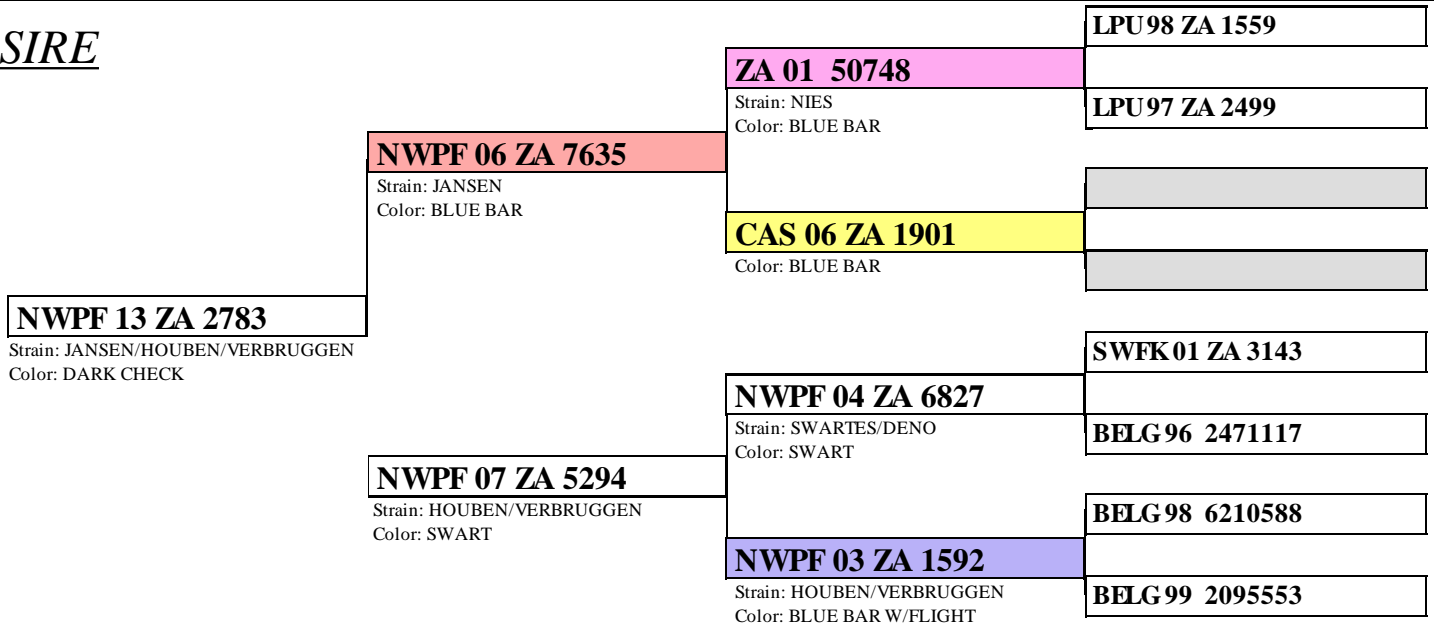 SIRE
LPU 98 ZA 1559
ZA 01 50748
Strain: NIES
Color: BLUE BAR
LPU 97 ZA 2499
NWPF 06 ZA 7635
Strain: JANSEN
Color: BLUE BAR
CAS 06 ZA 1901
Color: BLUE BAR
NWPF 13 ZA 2783
Strain: JANSEN/HOUBEN/VERBRUGGEN
Color: DARK CHECK
SWFK 01 ZA 3143
NWPF 04 ZA 6827
Strain: SWARTES/DENO
Color: SWART
BELG 96 2471117
NWPF 07 ZA 5294
Strain: HOUBEN/VERBRUGGEN
Color: SWART
BELG 98 6210588
NWPF 03 ZA 1592
Strain: HOUBEN/VERBRUGGEN
Color: BLUE BAR W/FLIGHT
BELG 99 2095553